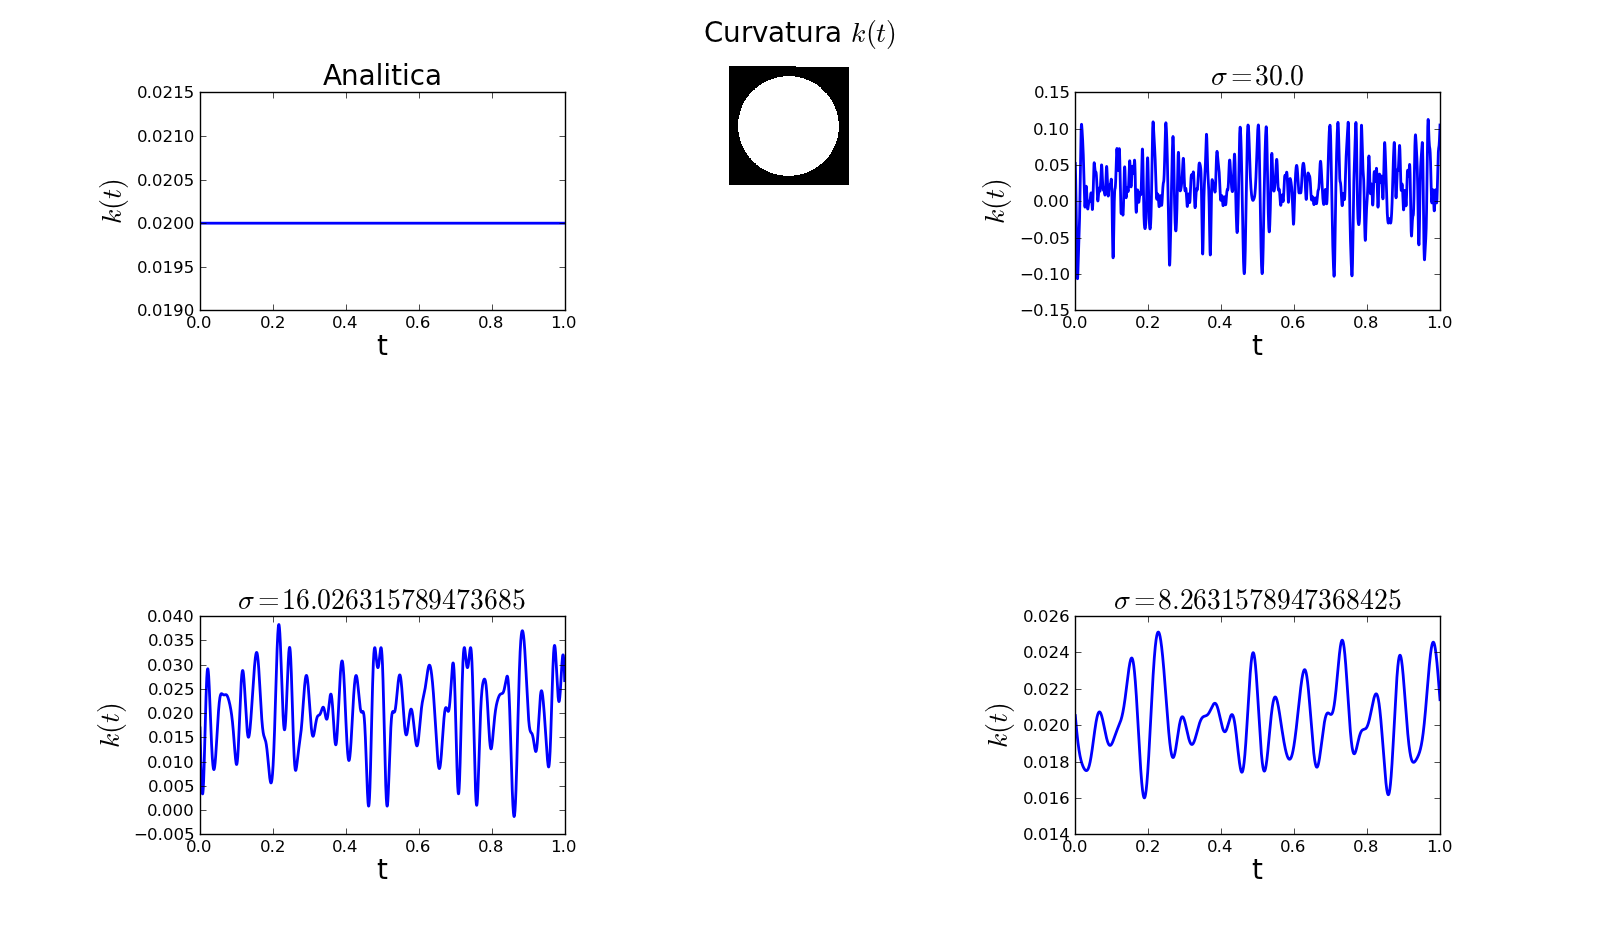 Curvatura k(t)
Analitica
0.0215
0.0210
0.0205
0.0200
0.0195
0.0190
k(t)
0.0 0.2 0.4 0.6 0.8 1.0
t
σ = 30.0
0.15
0.10
0.05
0.00
−0.05
−0.10
−0.15
k(t)
0.0 0.2 0.4 0.6 0.8 1.0
t
σ = 16.026315789473685
0.040
0.035
0.030
0.025
0.020
0.015
0.010
0.005
0.000
−0.005
k(t)
0.0 0.2 0.4 0.6 0.8 1.0
t
σ = 8.2631578947368425
0.026
0.024
0.022
0.020
0.018
0.016
0.014
k(t)
0.0 0.2 0.4 0.6 0.8 1.0
t